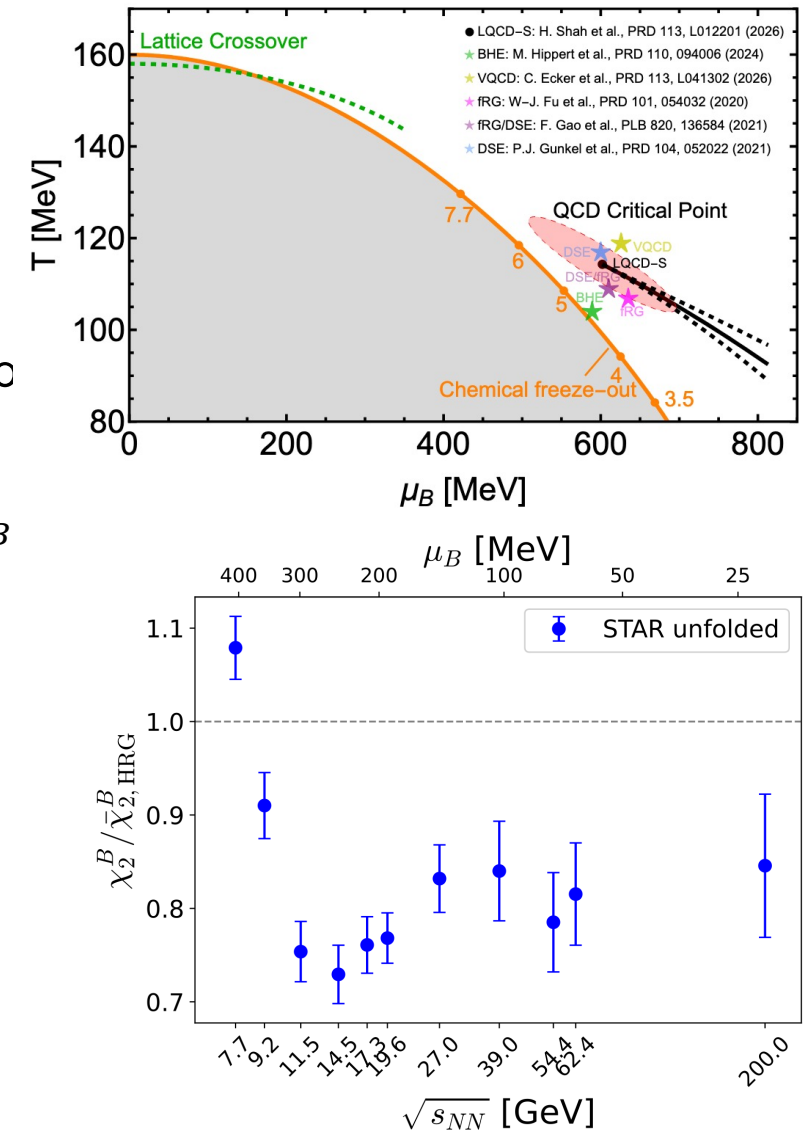 160
140
120
100
80
T [MeV]
Lattice Crossover
LQCD-S: H. Shah et al., PRD 113, L012201 (2026)
BHE: M. Hippert et al., PRD 110, 094006 (2024)
VQCD: C. Ecker et al., PRD 113, L041302 (2026)
fRG: W-J. Fu et al., PRD 101, 054032 (2020)
fRG/DSE: F. Gao et al., PLB 820, 136584 (2021)
DSE: P.J. Gunkel et al., PRD 104, 052022 (2021)
QCD Critical Point
DSE
VQCD
LQCD-S
DSE/fRG
BHE
fRG
7.7
6
5
4
3.5
Chemical freeze-out
0 200 400 600 800
μB [MeV]
μB [MeV]
400 300 200 100 50 25
STAR unfolded
1.1
1.0
0.9
0.8
0.7
χ₂ᴮ/χ̄₂,HRGᴮ
7.7 9.2 11.5 14.5 17.3 19.6 27.0 39.0 54.4 62.4 200.0
√sNN [GeV]